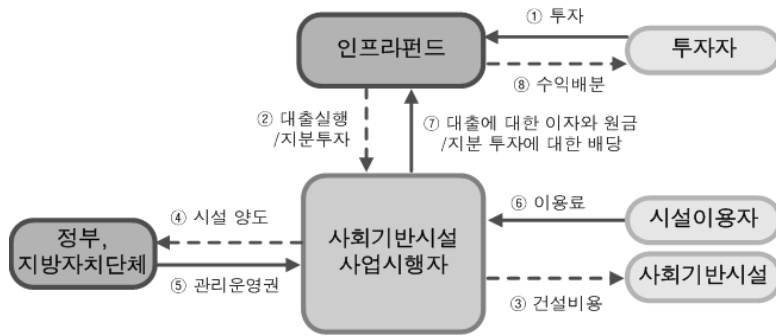 ① 투자
인프라펀드
투자자
⑧ 수익배분
② 대출실행
/지분투자
⑦ 대출에 대한 이자와 원금
/지분 투자에 대한 배당
④ 시설 양도
정부,
지방자치단체
⑤ 관리운영권
사회기반시설
사업시행자
⑥ 이용료
시설이용자
사회기반시설
③ 건설비용